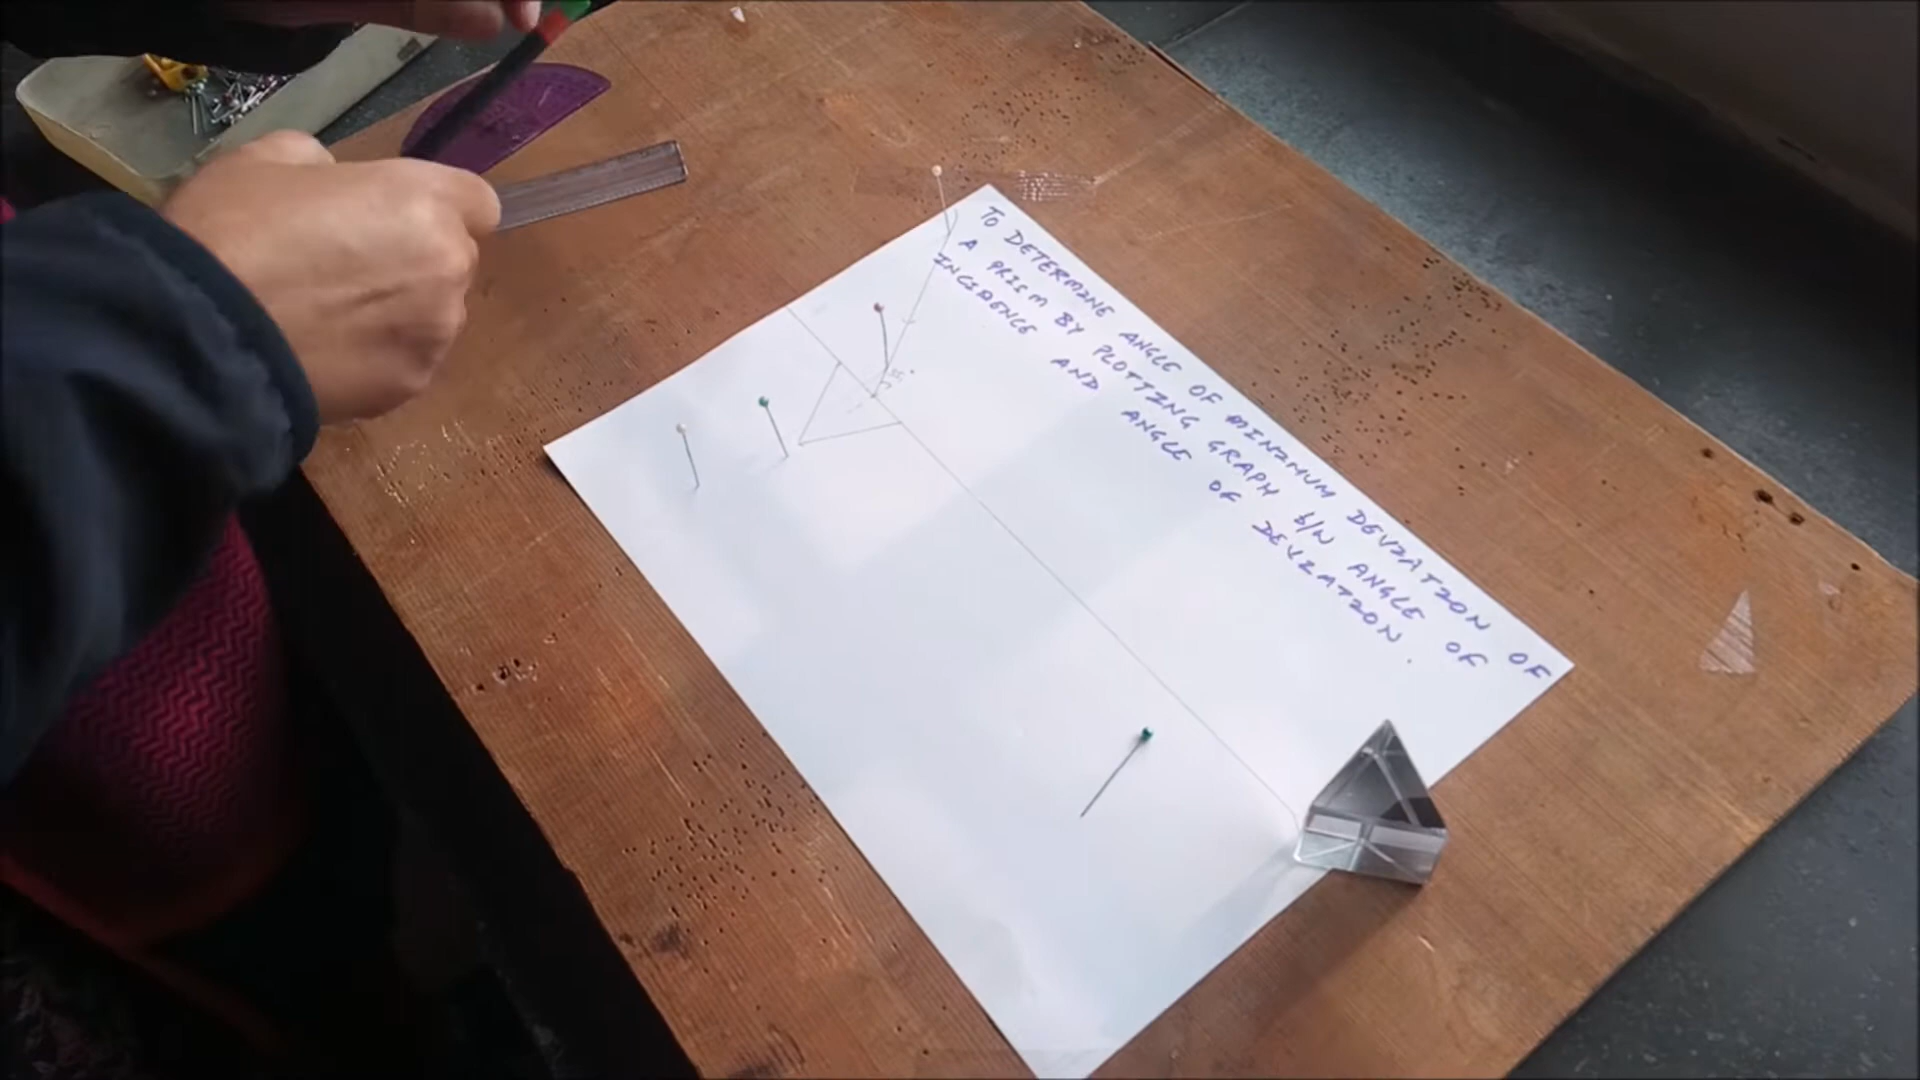 TO DETERMINE ANGLE OF MINIMUM DEVIATION OF
A PRISM BY PLOTTING GRAPH b/w ANGLE OF
INCIDENCE AND ANGLE OF DEVIATION.